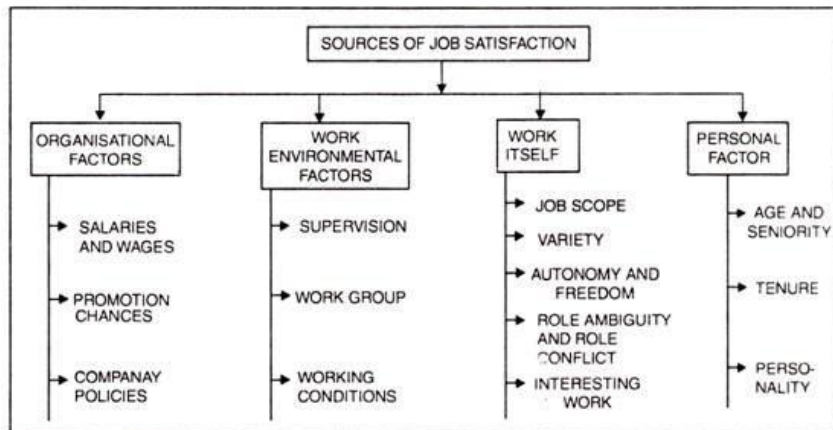 SOURCES OF JOB SATISFACTION
ORGANISATIONAL
FACTORS
SALARIES
AND WAGES
PROMOTION
CHANCES
COMPANAY
POLICIES
WORK
ENVIRONMENTAL
FACTORS
SUPERVISION
WORK GROUP
WORKING
CONDITIONS
WORK
ITSELF
JOB SCOPE
VARIETY
AUTONOMY AND
FREEDOM
ROLE AMBIGUITY
AND ROLE
CONFLICT
INTERESTING
WORK
PERSONAL
FACTOR
AGE AND
SENIORITY
TENURE
PERSO-
NALITY